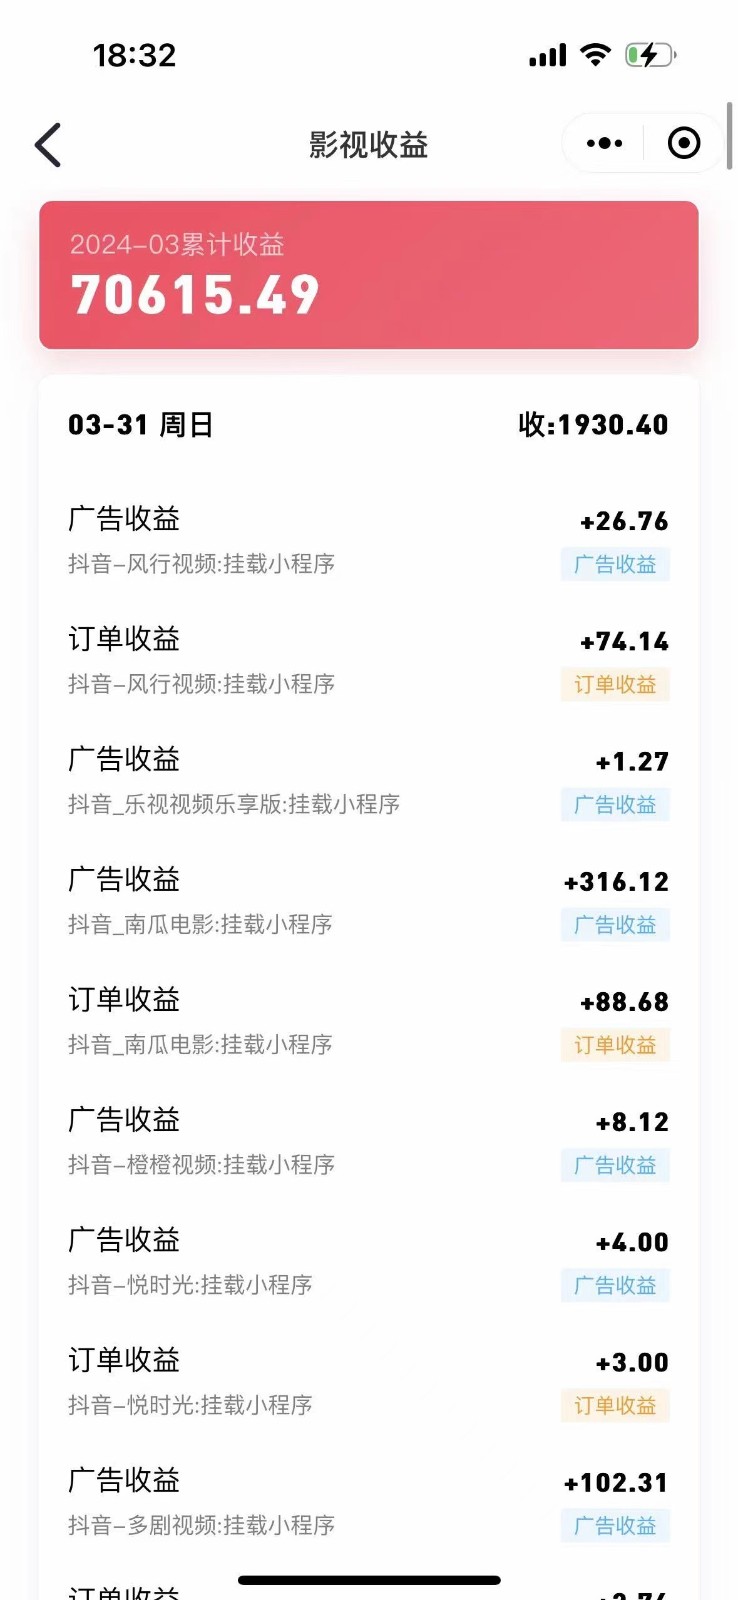 18:32
影视收益
2024-03累计收益
70615.49
03-31 周日
收:1930.40
广告收益
+26.76
抖音-风行视频:挂载小程序
广告收益
订单收益
+74.14
抖音-风行视频:挂载小程序
订单收益
广告收益
+1.27
抖音_乐视视频乐享版:挂载小程序
广告收益
广告收益
+316.12
抖音_南瓜电影:挂载小程序
广告收益
订单收益
+88.68
抖音_南瓜电影:挂载小程序
订单收益
广告收益
+8.12
抖音-橙橙视频:挂载小程序
广告收益
广告收益
+4.00
抖音-悦时光:挂载小程序
广告收益
订单收益
+3.00
抖音-悦时光:挂载小程序
订单收益
广告收益
+102.31
抖音-多剧视频:挂载小程序
广告收益
订单收益